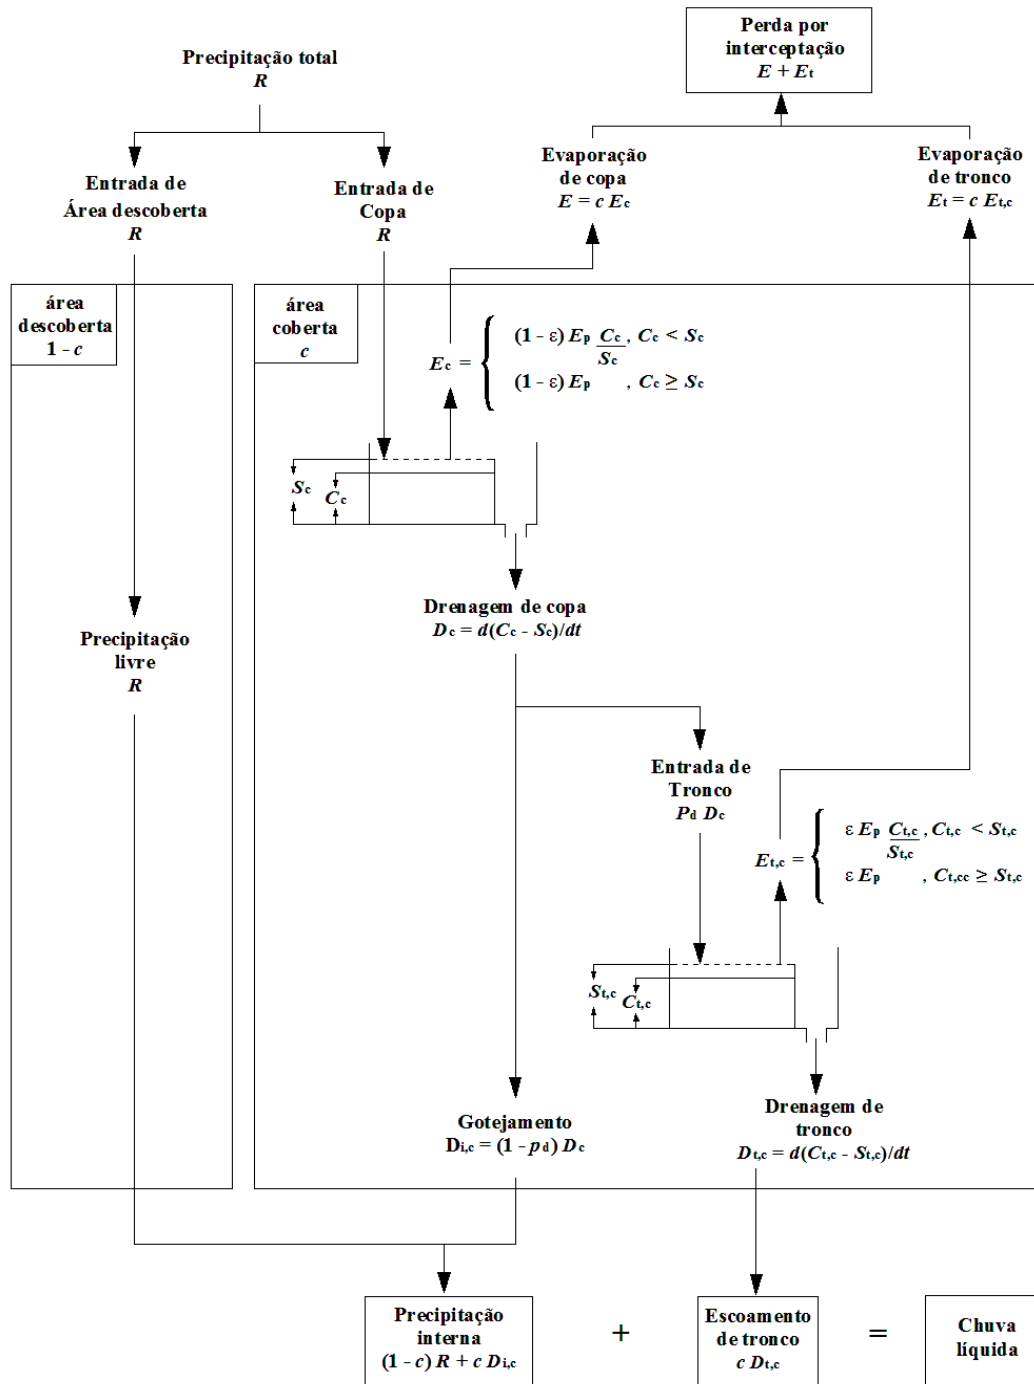 Precipitação total
R
Perda por
interceptação
E + Et
Entrada de
Área descoberta
R
Entrada de
Copa
R
Evaporação
de copa
E = c Ec
Evaporação
de tronco
Et = c Et,c
área
descoberta
1 - c
área
coberta
c
Ec = { (1 - ε) Ep Cc/Sc, Cc < Sc
(1 - ε) Ep , Cc ≥ Sc
Sc
Cc
Drenagem de copa
Dc = d(Cc - Sc)/dt
Precipitação
livre
R
Entrada de
Tronco
Pd Dc
Et,c = { ε Ep Ct,c/St,c, Ct,c < St,c
ε Ep , Ct,cc ≥ St,c
St,c
Ct,c
Gotejamento
Di,c = (1 - pd) Dc
Drenagem de
tronco
Dt,c = d(Ct,c - St,c)/dt
Precipitação
interna
(1 - c) R + c Di,c
+
Escoamento
de tronco
c Dt,c
=
Chuva
líquida